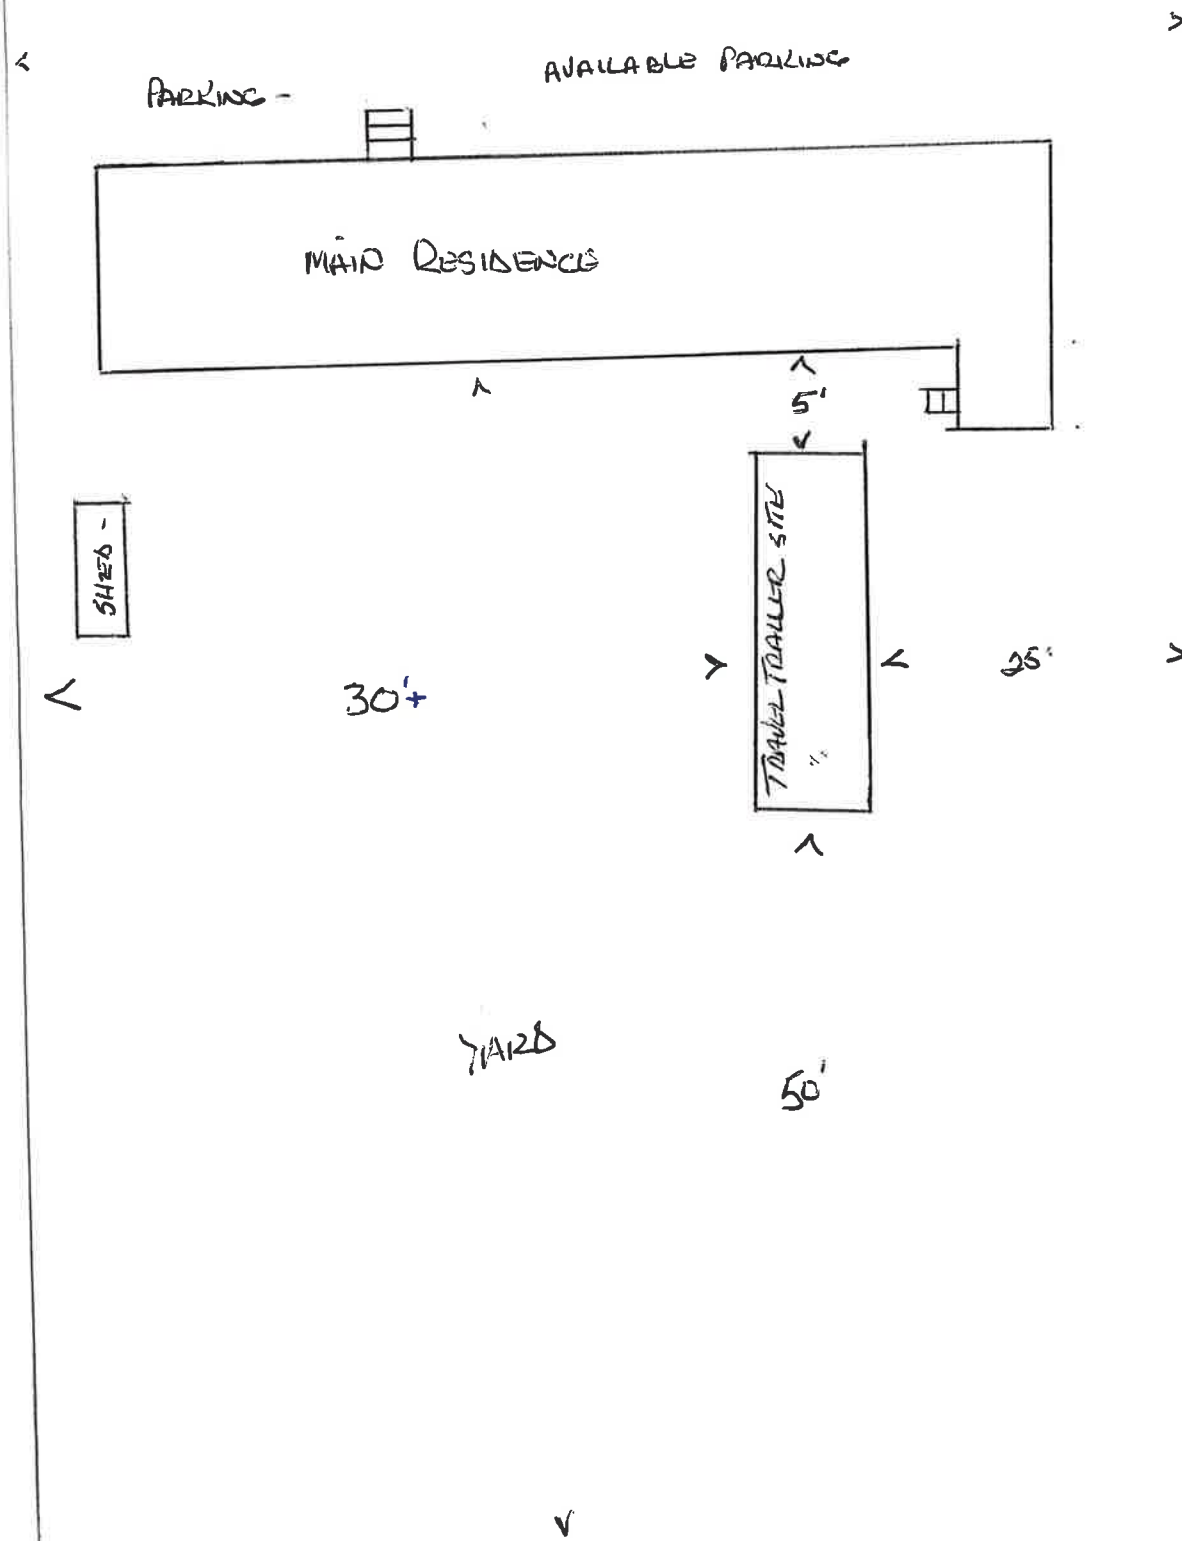 AVAILABLE PARKING
PARKING -
MAIN RESIDENCE
5'
SHED -
TRAVEL TRAILER SITE
30'+
25'
YARD
50'